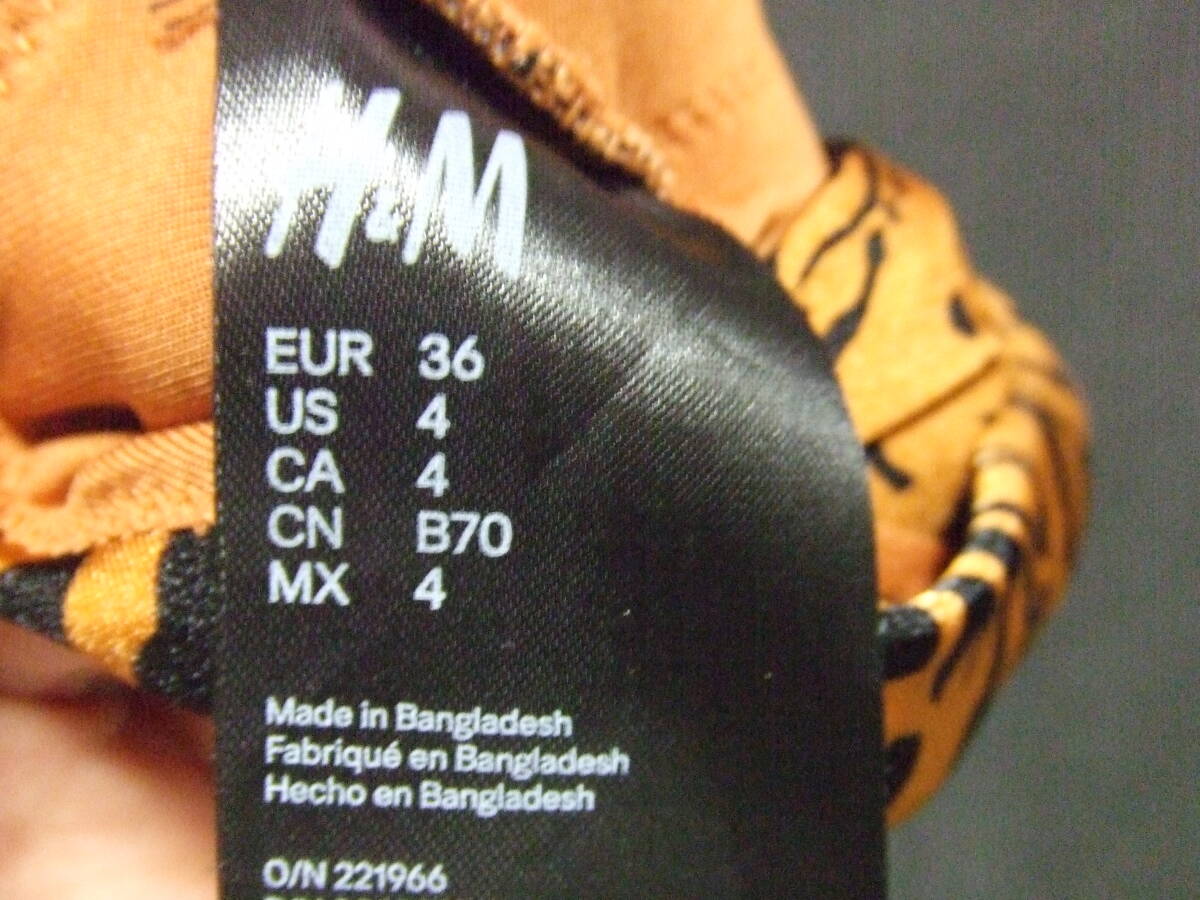 H&M
EUR 36
US 4
CA 4
CN B70
MX 4
Made in Bangladesh
Fabriqué en Bangladesh
Hecho en Bangladesh
O/N 221966